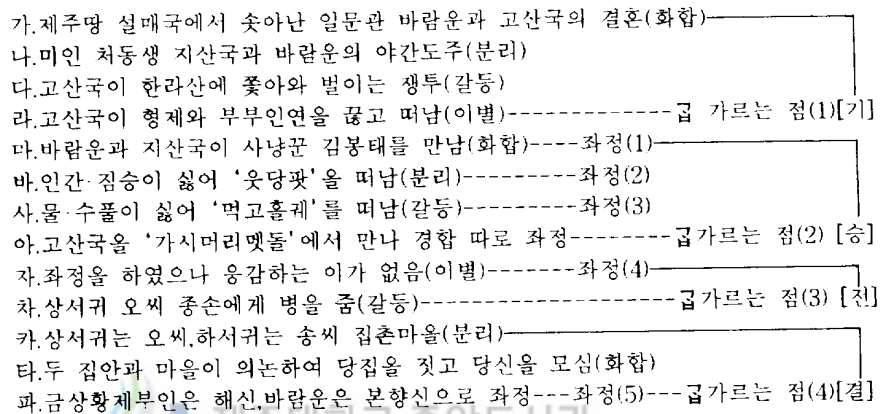 가.제주땅 설매국에서 솟아난 일문관 바람운과 고산국의 결혼(화합)
나.미인 처동생 지산국과 바람운의 야간도주(분리)
다.고산국이 한라산에 쫓아와 벌이는 쟁투(갈등)
라.고산국이 형제와 부부인연을 끊고 떠남(이별)-------------굽 가르는 점(1)[기]
마.바람운과 지산국이 사냥꾼 김봉태를 만남(화합)----좌정(1)
바.인간·짐승이 싫어 '웃당팟'을 떠남(분리)---------좌정(2)
사.물·수풀이 싫어 '먹고흘궤'를 떠남(갈등)---------좌정(3)
아.고산국을 '가시머리멧돌'에서 만나 경합 따로 좌정--------굽가르는 점(2) [승]
자.좌정을 하였으나 웅감하는 이가 없음(이별)-------좌정(4)
차.상서귀 오씨 종손에게 병을 줌(갈등)--------------------굽가르는 점(3) [전]
카.상서귀는 오씨,하서귀는 송씨 집촌마을(분리)
타.두 집안과 마을이 의논하여 당집을 짓고 당신을 모심(화합)
파.금상황제부인은 해신,바람운은 본향신으로 좌정---좌정(5)---굽가르는 점(4)[결]